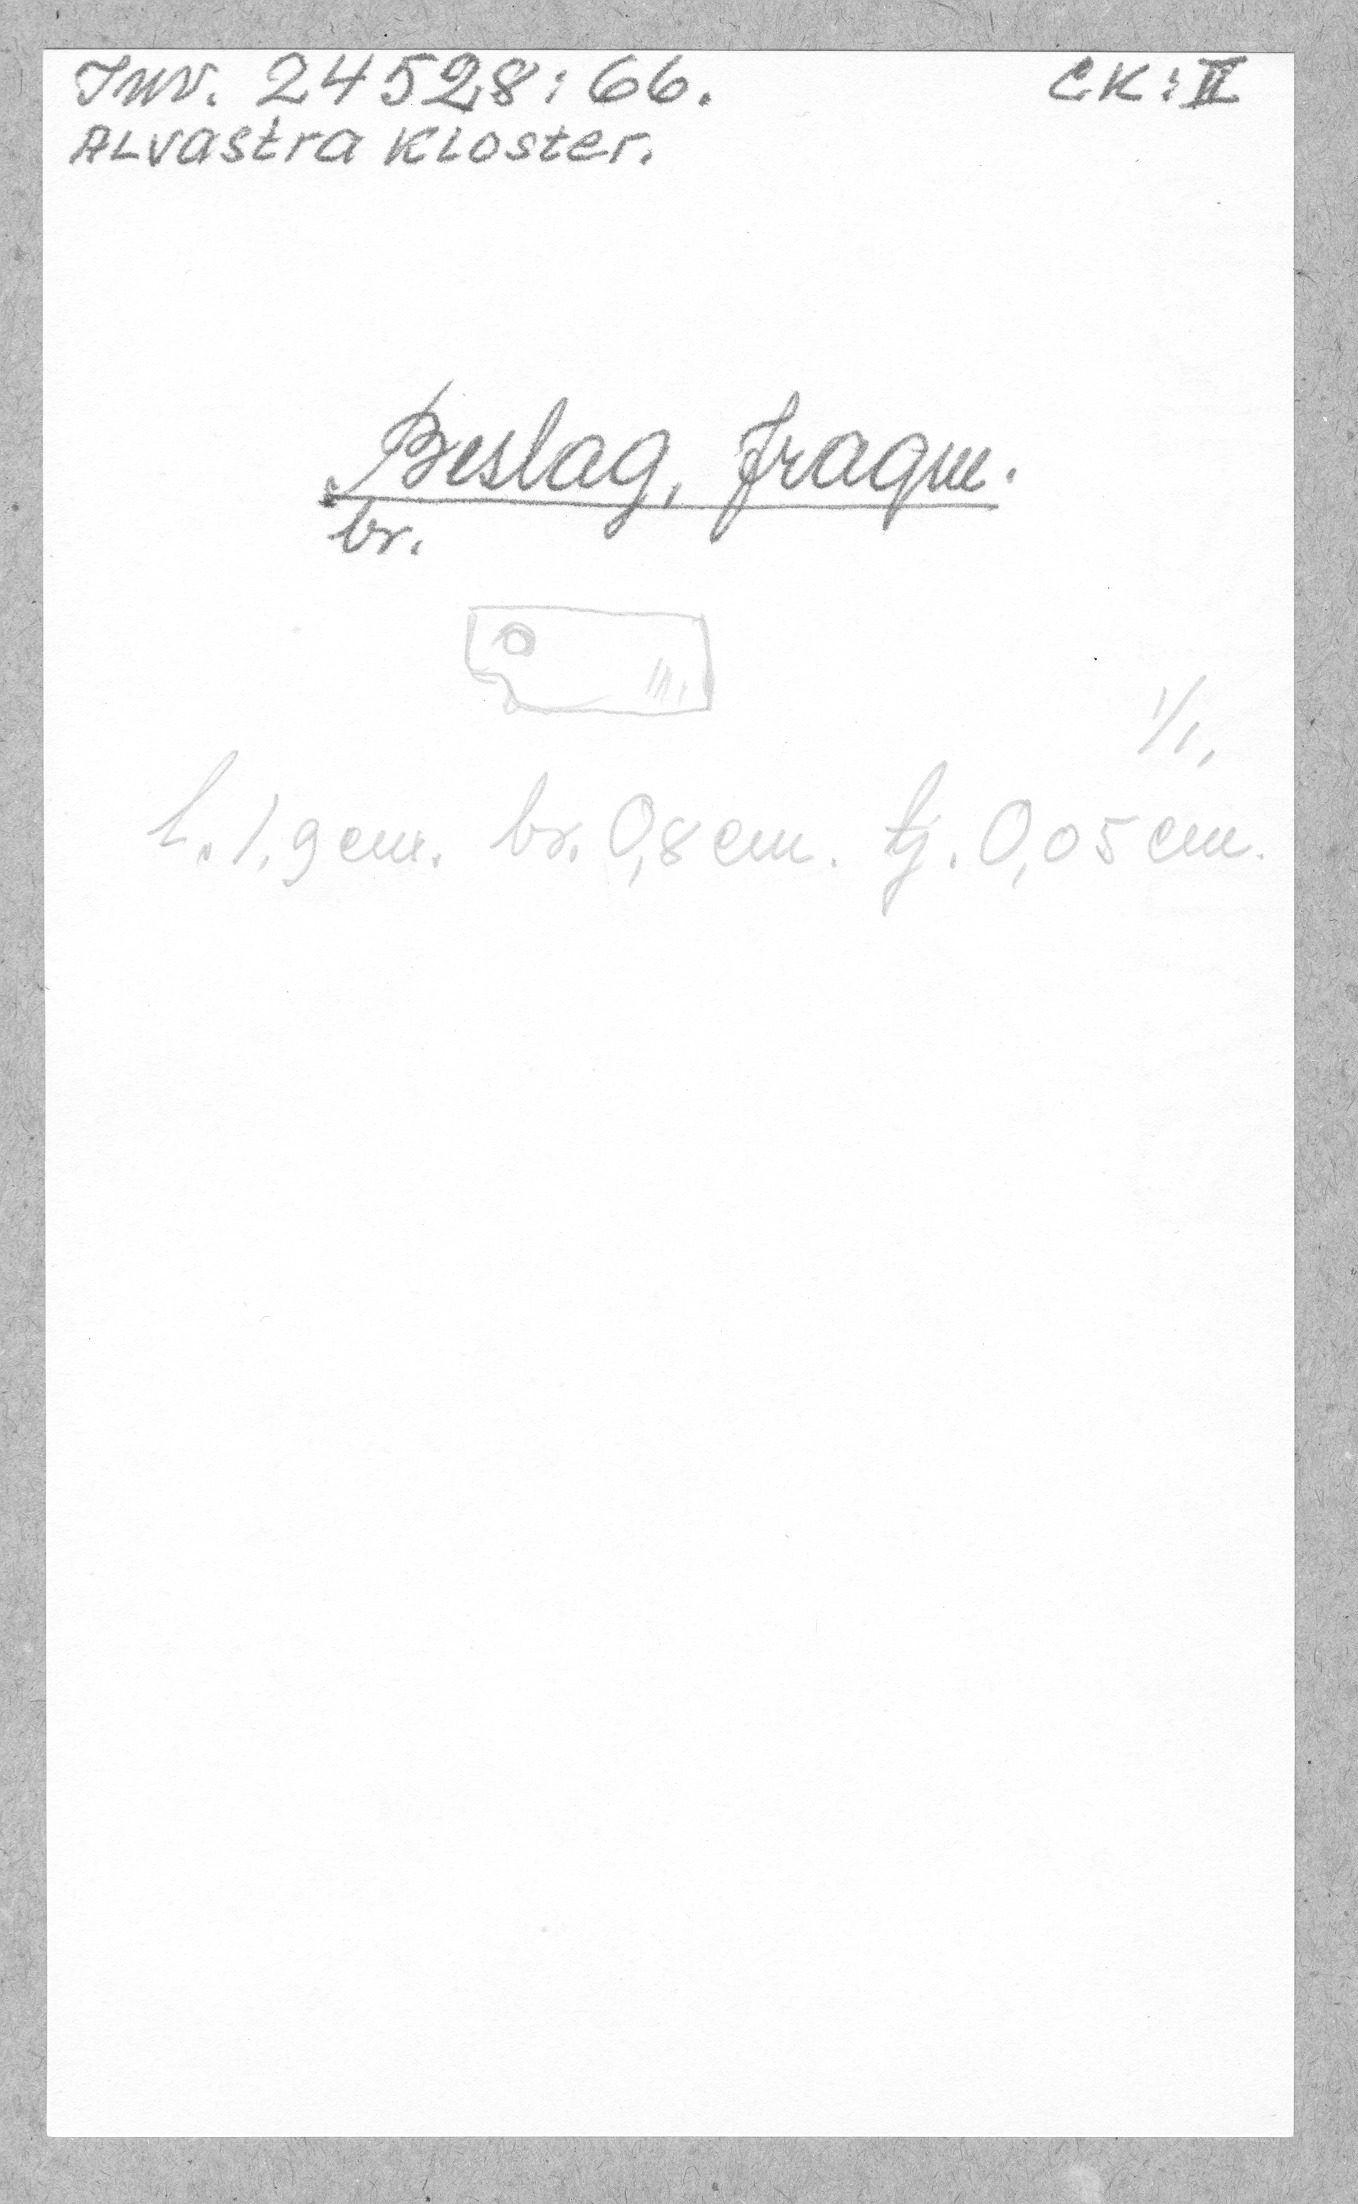 Inv. 24528:66. CK:II
Alvastra Kloster.
Beslag, fragm.
br.
1/1.
l. 1,9 cm. br. 0,8 cm. tj. 0,05 cm.